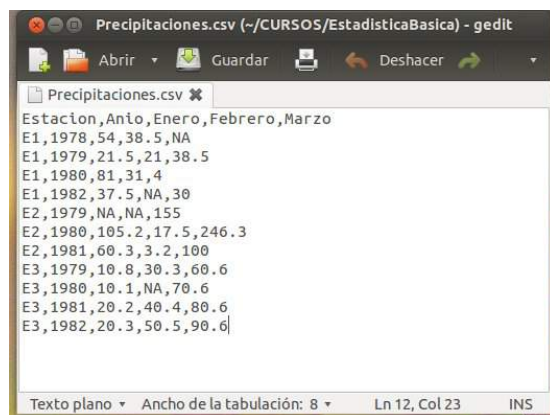 Precipitaciones.csv (~/CURSOS/EstadisticaBasica) - gedit
Abrir Guardar Deshacer
Precipitaciones.csv
Estacion,Anio,Enero,Febrero,Marzo
E1,1978,54,38.5,NA
E1,1979,21.5,21,38.5
E1,1980,81,31,4
E1,1982,37.5,NA,30
E2,1979,NA,NA,155
E2,1980,105.2,17.5,246.3
E2,1981,60.3,3.2,100
E3,1979,10.8,30.3,60.6
E3,1980,10.1,NA,70.6
E3,1981,20.2,40.4,80.6
E3,1982,20.3,50.5,90.6
Texto plano Ancho de la tabulación: 8 Ln 12, Col 23 INS